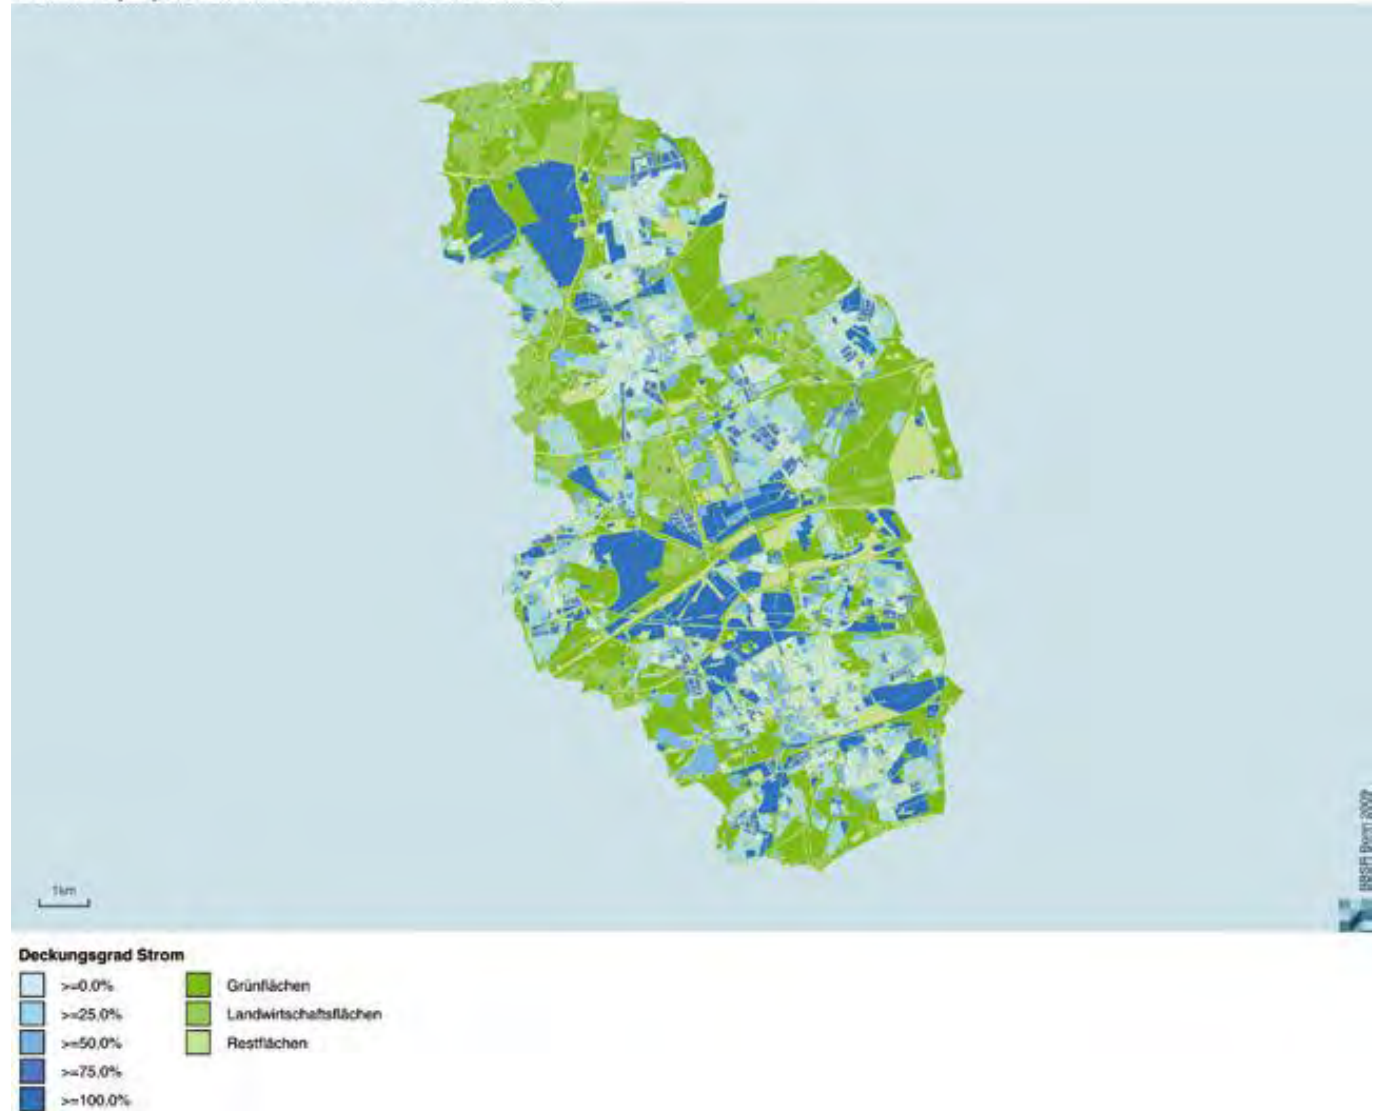 1km
BBSR Bonn 2009
Deckungsgrad Strom
>=0.0%
>=25.0%
>=50.0%
>=75.0%
>=100.0%
Grünflächen
Landwirtschaftsflächen
Restflächen